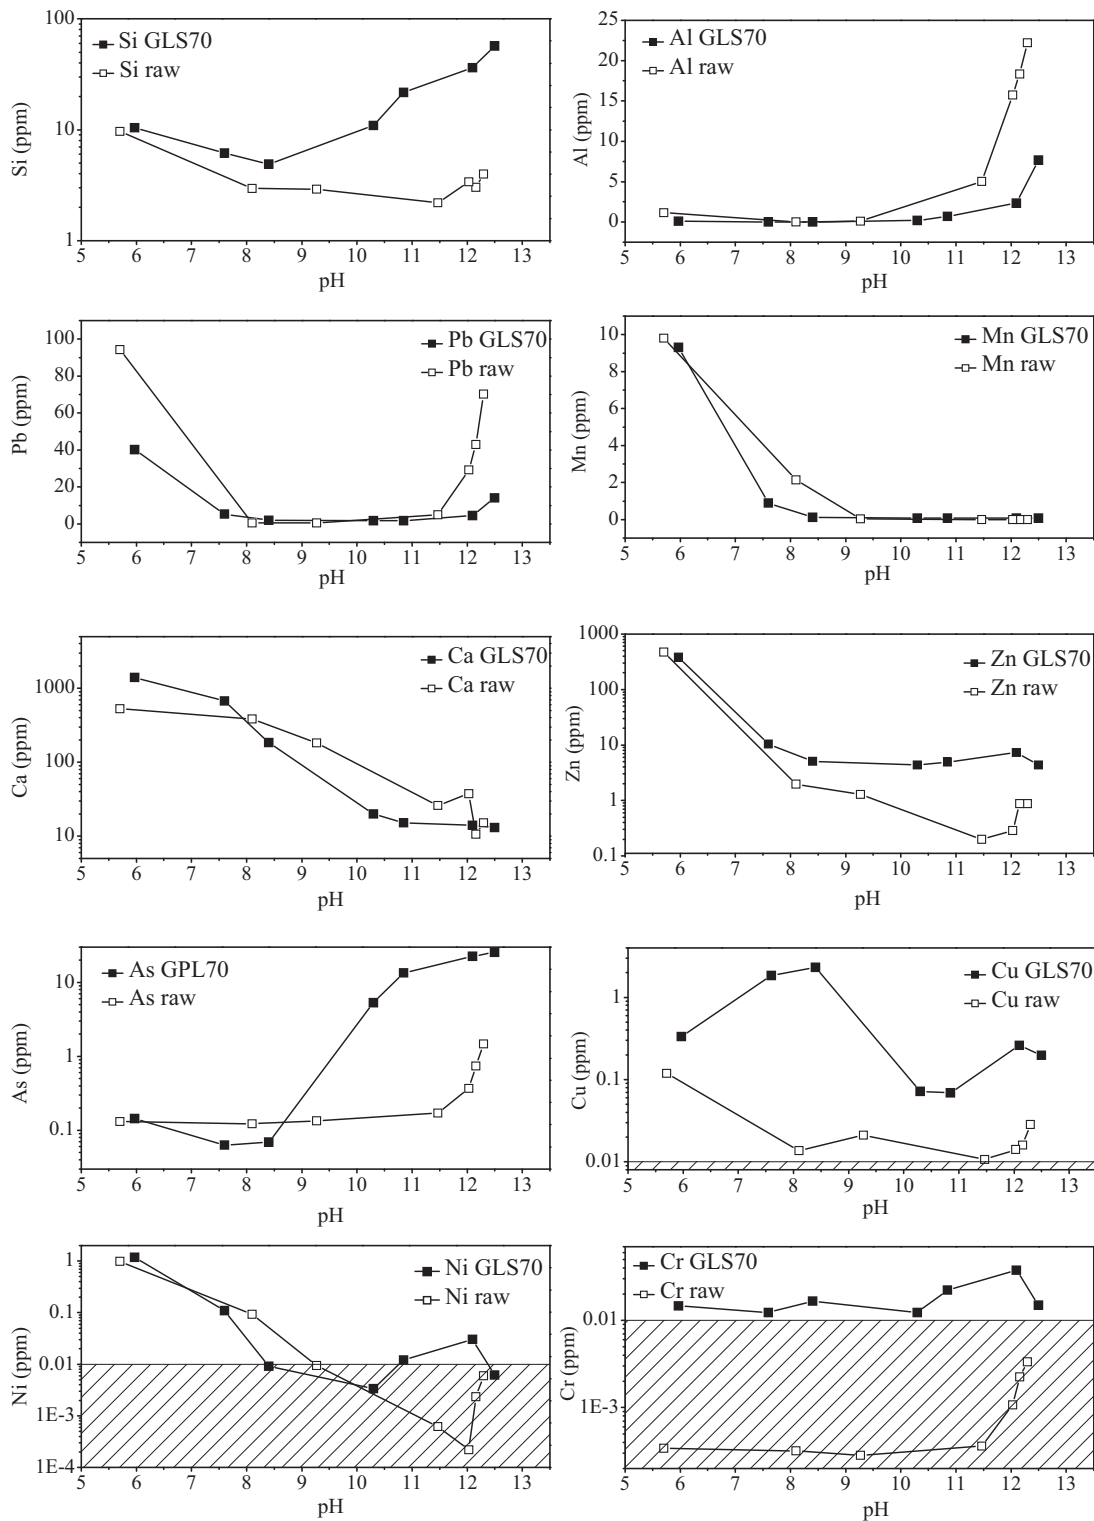 100
10
1
Si (ppm)
Si GLS70
Si raw
5 6 7 8 9 10 11 12 13
pH
25
20
15
10
5
0
Al (ppm)
Al GLS70
Al raw
5 6 7 8 9 10 11 12 13
pH
100
80
60
40
20
0
Pb (ppm)
Pb GLS70
Pb raw
5 6 7 8 9 10 11 12 13
pH
10
8
6
4
2
0
Mn (ppm)
Mn GLS70
Mn raw
5 6 7 8 9 10 11 12 13
pH
1000
100
10
Ca (ppm)
Ca GLS70
Ca raw
5 6 7 8 9 10 11 12 13
pH
1000
100
10
1
0.1
Zn (ppm)
Zn GLS70
Zn raw
5 6 7 8 9 10 11 12 13
pH
10
1
0.1
As (ppm)
As GPL70
As raw
5 6 7 8 9 10 11 12 13
pH
1
0.1
0.01
Cu (ppm)
Cu GLS70
Cu raw
5 6 7 8 9 10 11 12 13
pH
1
0.1
0.01
1E-3
1E-4
Ni (ppm)
Ni GLS70
Ni raw
5 6 7 8 9 10 11 12 13
pH
0.01
1E-3
Cr (ppm)
Cr GLS70
Cr raw
5 6 7 8 9 10 11 12 13
pH